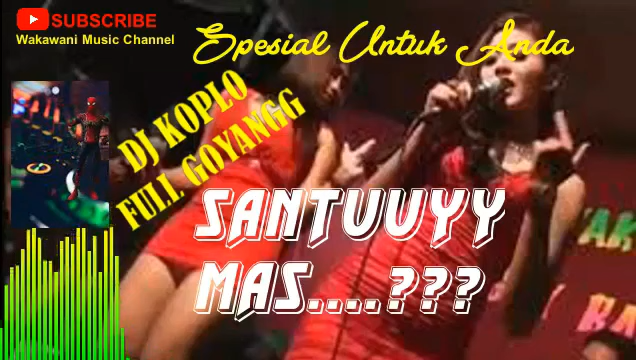 SUBSCRIBE
Wakawani Music Channel
Spesial Untuk Anda
DJ KOPLO
FULL GOYANGG
SANTUUYY
MAS....???